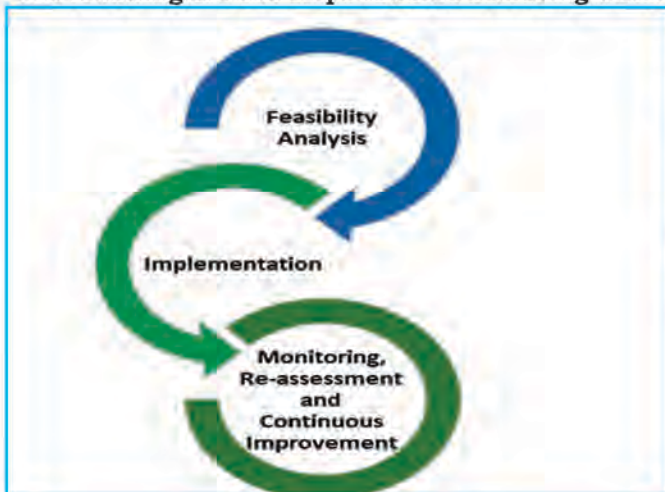 Feasibility
Analysis
Implementation
Monitoring,
Re-assessment
and
Continuous
Improvement